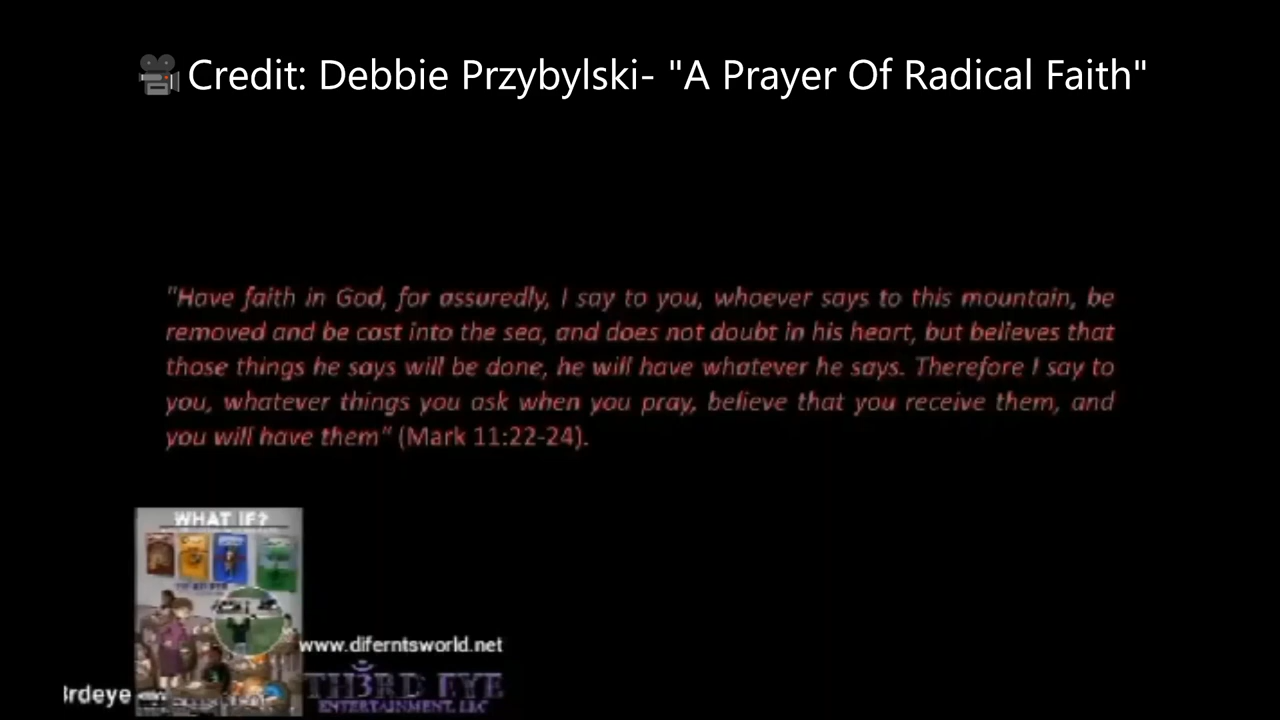 Credit: Debbie Przybylski- "A Prayer Of Radical Faith"
"Have faith in God, for assuredly, I say to you, whoever says to this mountain, be
removed and be cast into the sea, and does not doubt in his heart, but believes that
those things he says will be done, he will have whatever he says. Therefore I say to
you, whatever things you ask when you pray, believe that you receive them, and
you will have them" (Mark 11:22-24).
WHAT IF?
www.diferntsworld.net
TH3RD EYE
3rdeye
ENTERTAINMENT, LLC